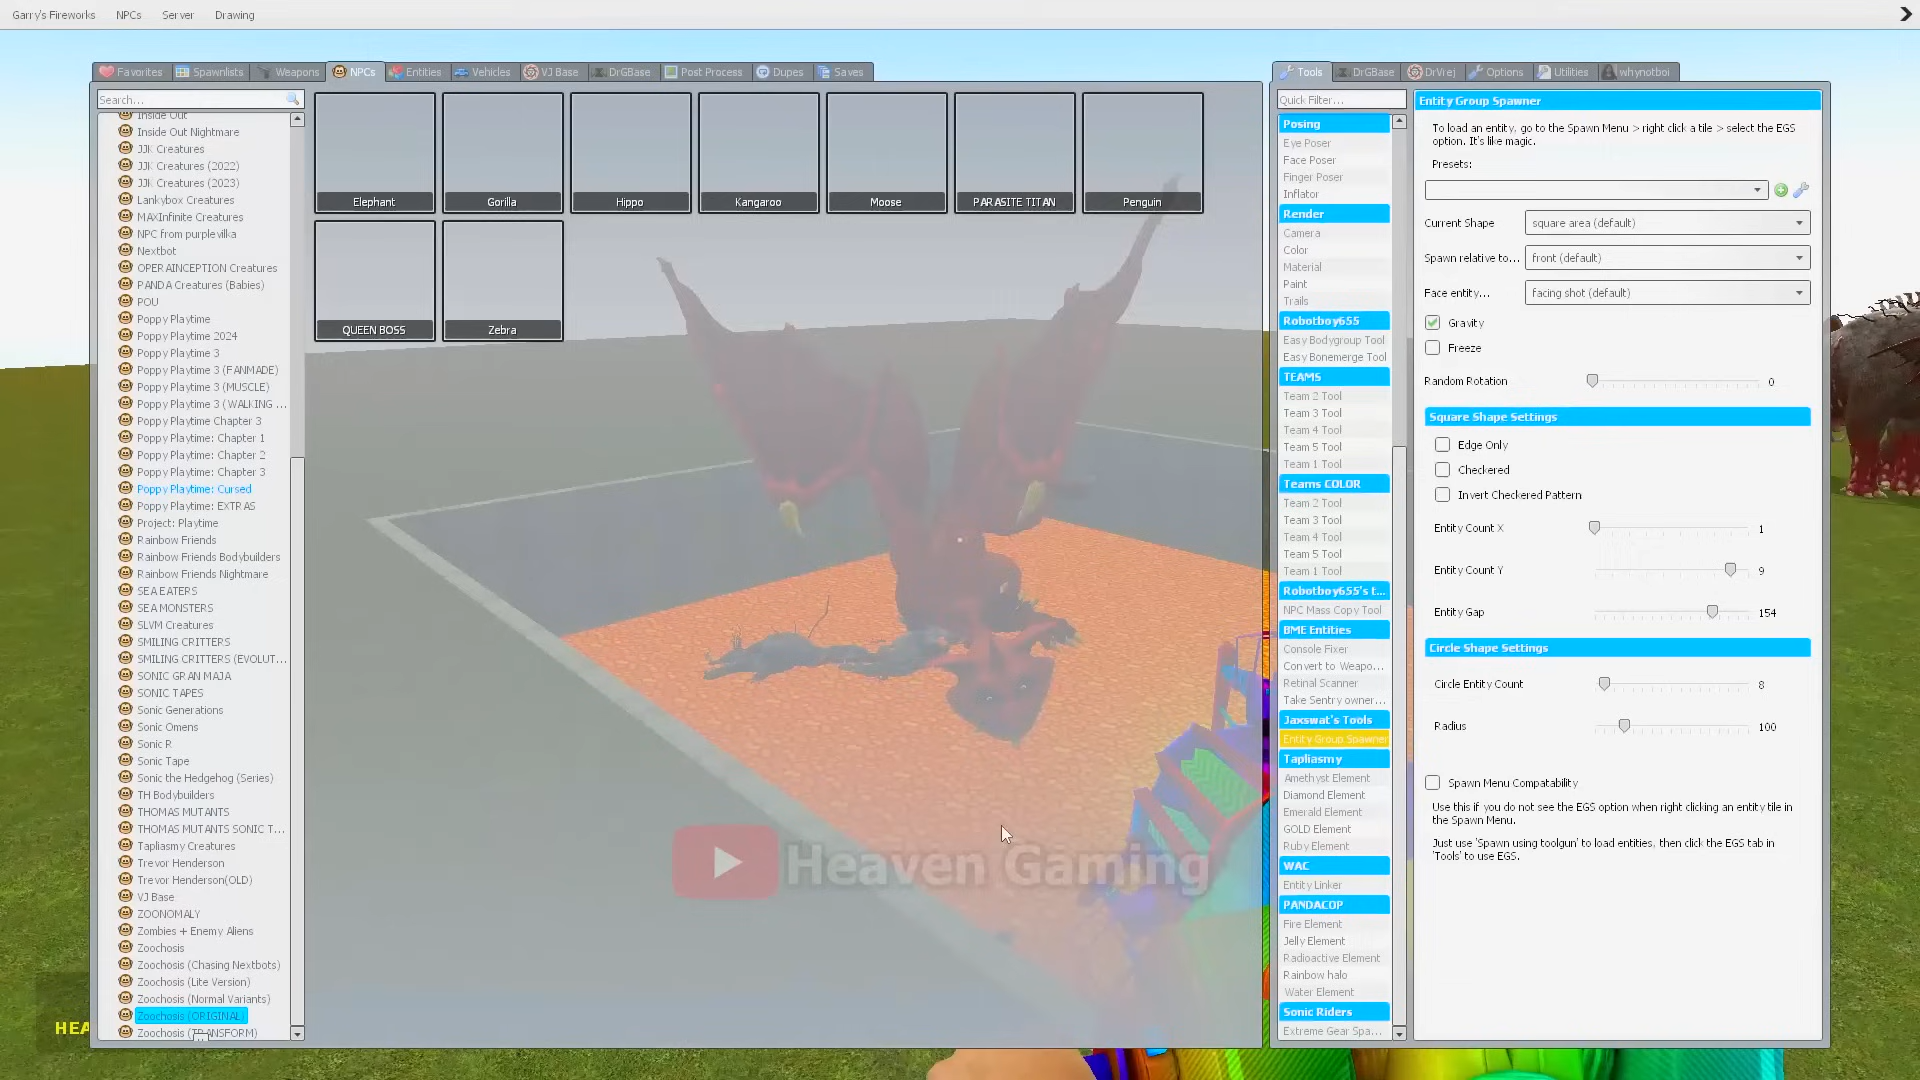 Garry's Fireworks NPCs Server Drawing
Favorites Spawnlists Weapons NPCs Entities Vehicles VJ Base DrGBase Post Process Dupes Saves
Search...
Inside Out
Inside Out Nightmare
JJK Creatures
JJK Creatures (2022)
JJK Creatures (2023)
Lankybox Creatures
MAXInfinite Creatures
NPC from purplevilka
Nextbot
OPERAINCEPTION Creatures
PANDA Creatures (Babies)
POU
Poppy Playtime
Poppy Playtime 2024
Poppy Playtime 3
Poppy Playtime 3 (FANMADE)
Poppy Playtime 3 (MUSCLE)
Poppy Playtime 3 (WALKING ...
Poppy Playtime Chapter 3
Poppy Playtime: Chapter 1
Poppy Playtime: Chapter 2
Poppy Playtime: Chapter 3
Poppy Playtime: Cursed
Poppy Playtime: EXTRAS
Project: Playtime
Rainbow Friends
Rainbow Friends Bodybuilders
Rainbow Friends Nightmare
SEA EATERS
SEA MONSTERS
SLVM Creatures
SMILING CRITTERS
SMILING CRITTERS (EVOLUT...
SONIC GRAN MAJA
SONIC TAPES
Sonic Generations
Sonic Omens
Sonic R
Sonic Tape
Sonic the Hedgehog (Series)
TH Bodybuilders
THOMAS MUTANTS
THOMAS MUTANTS SONIC T...
Tapliasmy Creatures
Trevor Henderson
Trevor Henderson(OLD)
VJ Base
ZOONOMALY
Zombies + Enemy Aliens
Zoochosis
Zoochosis (Chasing Nextbots)
Zoochosis (Lite Version)
Zoochosis (Normal Variants)
Zoochosis (ORIGINAL)
Zoochosis (TRANSFORM)
HEA
Elephant Gorilla Hippo Kangaroo Moose PARASITE TITAN Penguin
QUEEN BOSS Zebra
Heaven Gaming
Tools DrGBase DrVrej Options Utilities whynotboi
Quick Filter...
Posing
Eye Poser
Face Poser
Finger Poser
Inflator
Render
Camera
Color
Material
Paint
Trails
Robotboy655
Easy Bodygroup Tool
Easy Bonemerge Tool
TEAMS
Team 2 Tool
Team 3 Tool
Team 4 Tool
Team 5 Tool
Team 1 Tool
Teams COLOR
Team 2 Tool
Team 3 Tool
Team 4 Tool
Team 5 Tool
Team 1 Tool
Robotboy655's t...
NPC Mass Copy Tool
BME Entities
Console Fixer
Convert to Weapo...
Retinal Scanner
Take Sentry owner...
Jaxswat's Tools
Entity Group Spawner
Tapliasmy
Amethyst Element
Diamond Element
Emerald Element
GOLD Element
Ruby Element
WAC
Entity Linker
PANDACOP
Fire Element
Jelly Element
Radioactive Element
Rainbow halo
Water Element
Sonic Riders
Extreme Gear Spa...
Entity Group Spawner
To load an entity, go to the Spawn Menu > right click a tile > select the EGS
option. It's like magic.
Presets:
Current Shape square area (default)
Spawn relative to... front (default)
Face entity... facing shot (default)
Gravity
Freeze
Random Rotation 0
Square Shape Settings
Edge Only
Checkered
Invert Checkered Pattern
Entity Count X 1
Entity Count Y 9
Entity Gap 154
Circle Shape Settings
Circle Entity Count 8
Radius 100
Spawn Menu Compatability
Use this if you do not see the EGS option when right clicking an entity tile in
the Spawn Menu.
Just use 'Spawn using toolgun' to load entities, then click the EGS tab in
'Tools' to use EGS.